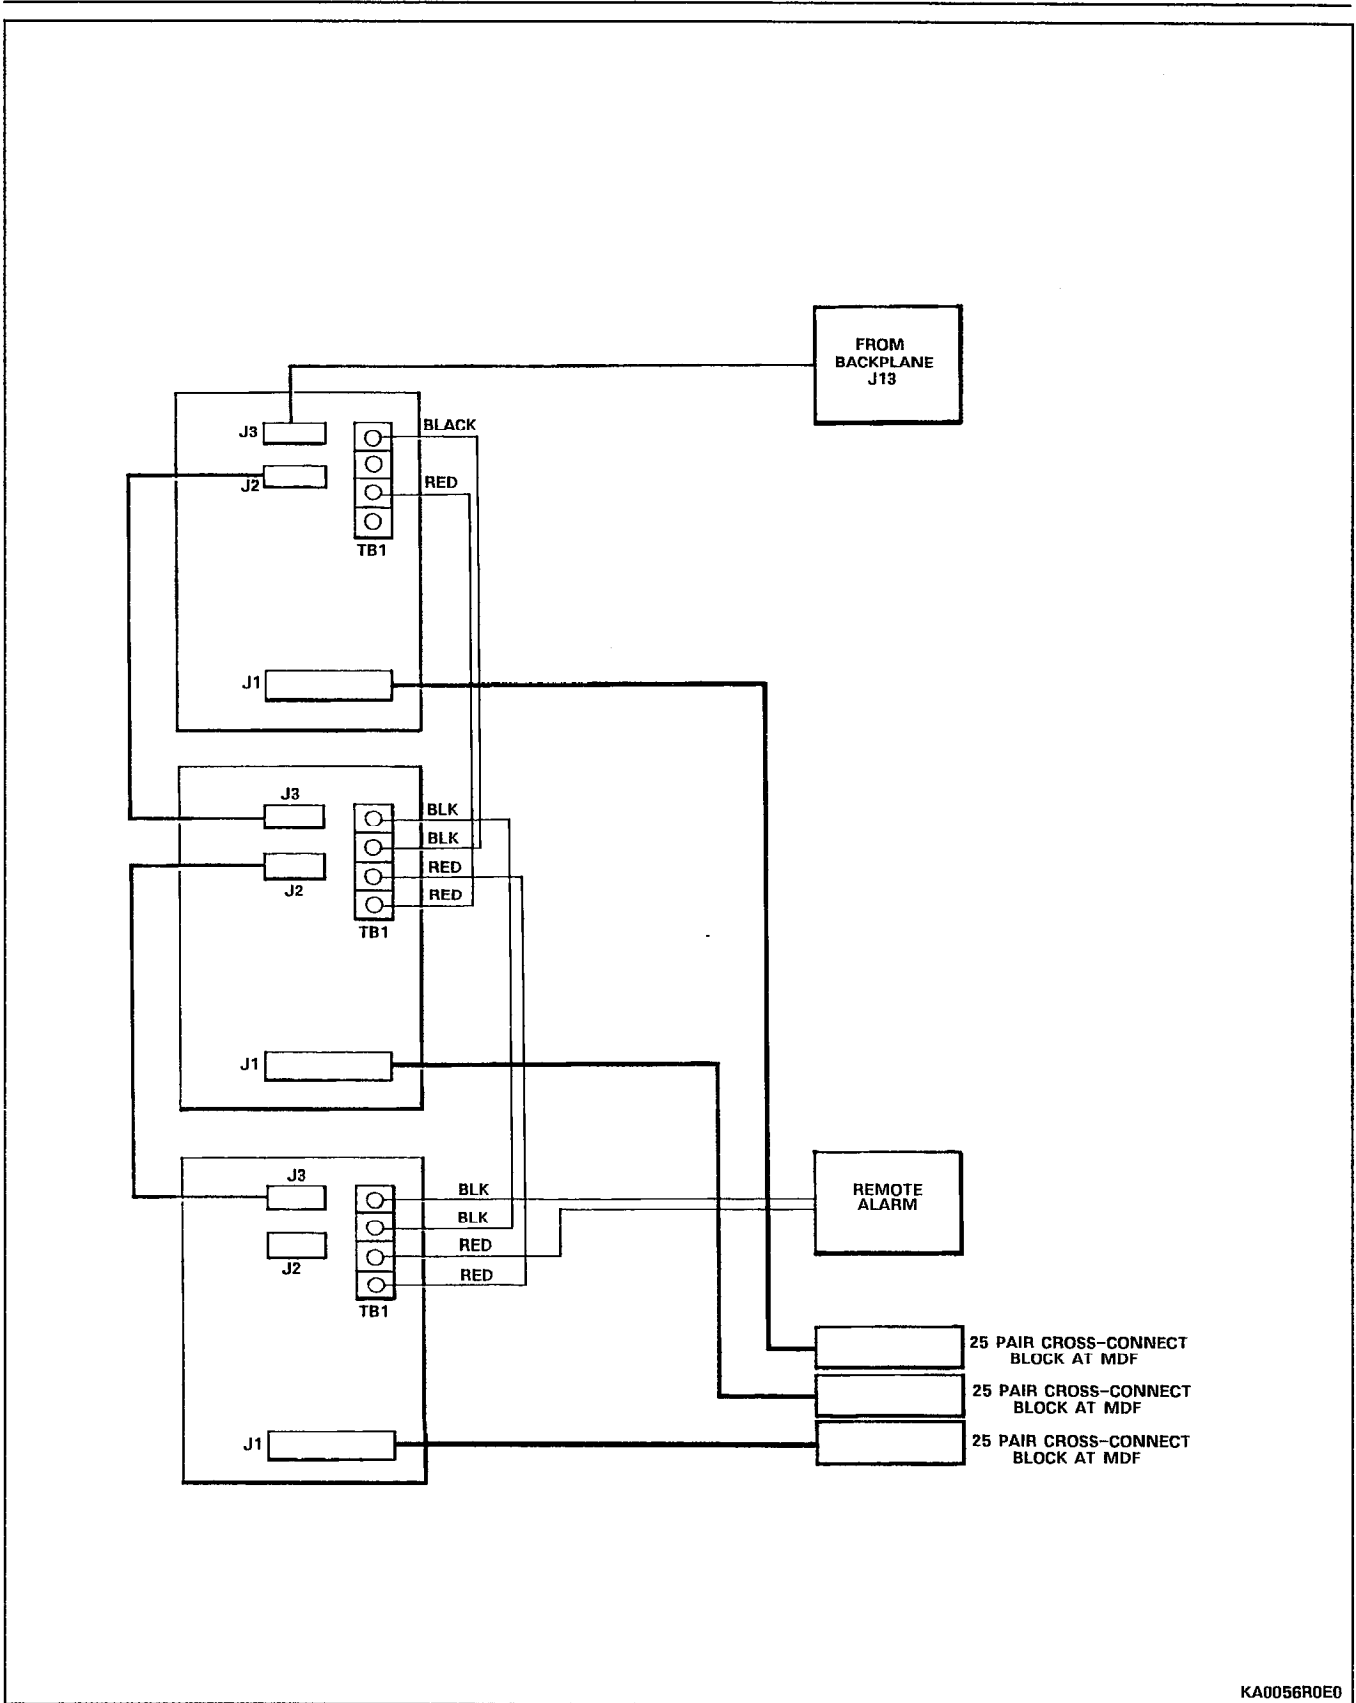 FROM
BACKPLANE
J13
J3
BLACK
J2
RED
TB1
J1
J3
BLK
BLK
RED
J2
RED
TB1
J1
J3
BLK
REMOTE
ALARM
BLK
RED
J2
RED
TB1
25 PAIR CROSS-CONNECT
BLOCK AT MDF
25 PAIR CROSS-CONNECT
BLOCK AT MDF
J1
25 PAIR CROSS-CONNECT
BLOCK AT MDF
KA0056R0E0